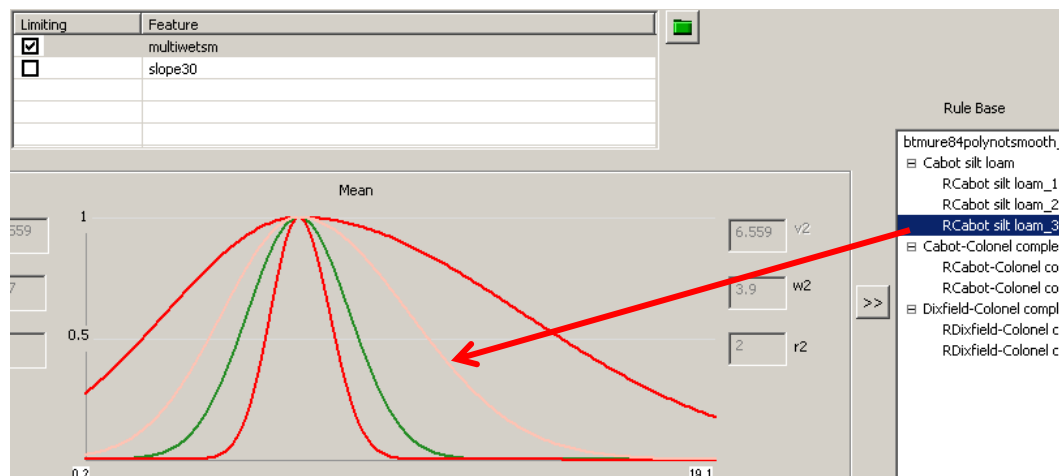 Limiting Feature
multiwetsm
slope30
Rule Base
btmure84polynotsmooth_
Cabot silt loam
RCabot silt loam_1
RCabot silt loam_2
RCabot silt loam_3
Cabot-Colonel comple
RCabot-Colonel co
RCabot-Colonel co
Dixfield-Colonel compl
RDixfield-Colonel c
RDixfield-Colonel c
>>
Mean
1
0.5
0.2
19.1
559
7
6.559 v2
3.9 w2
2 r2